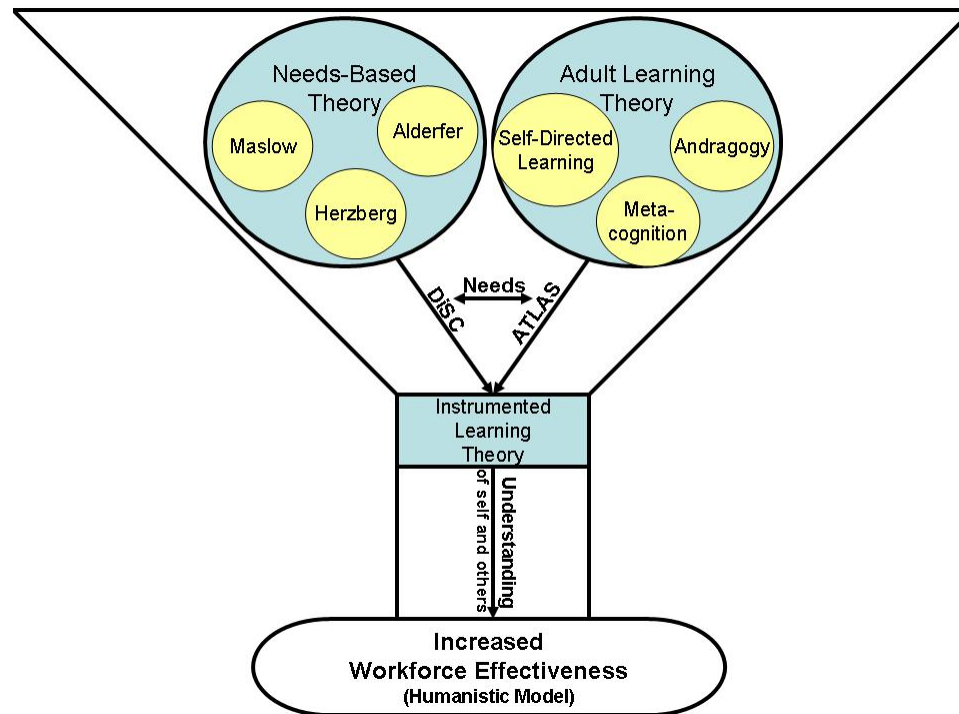 Needs-Based
Theory
Maslow
Alderfer
Herzberg
Adult Learning
Theory
Self-Directed
Learning
Andragogy
Meta-
cognition
Needs
DiSC
ATLAS
Instrumented
Learning
Theory
Understanding
of self and others
Increased
Workforce Effectiveness
(Humanistic Model)